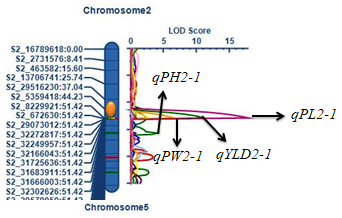 Chromosome2
LOD Score
0 5 10 15
S2_16789618:0.00
S2_2731576:8.41
S2_4635582:15.60
S2_13706741:25.74
S2_25516230:37.04
S2_5359418:44.23
S2_8229921:51.42
S2_672630:51.42
S2_29073012:51.42
S2_32272817:51.42
S2_32249957:51.42
S2_32166043:51.42
S2_31725636:51.42
S2_31683911:51.42
S2_31666003:51.42
S2_32302626:51.42
qPH2-1
qPL2-1
qPW2-1
qYLD2-1
Chromosome5